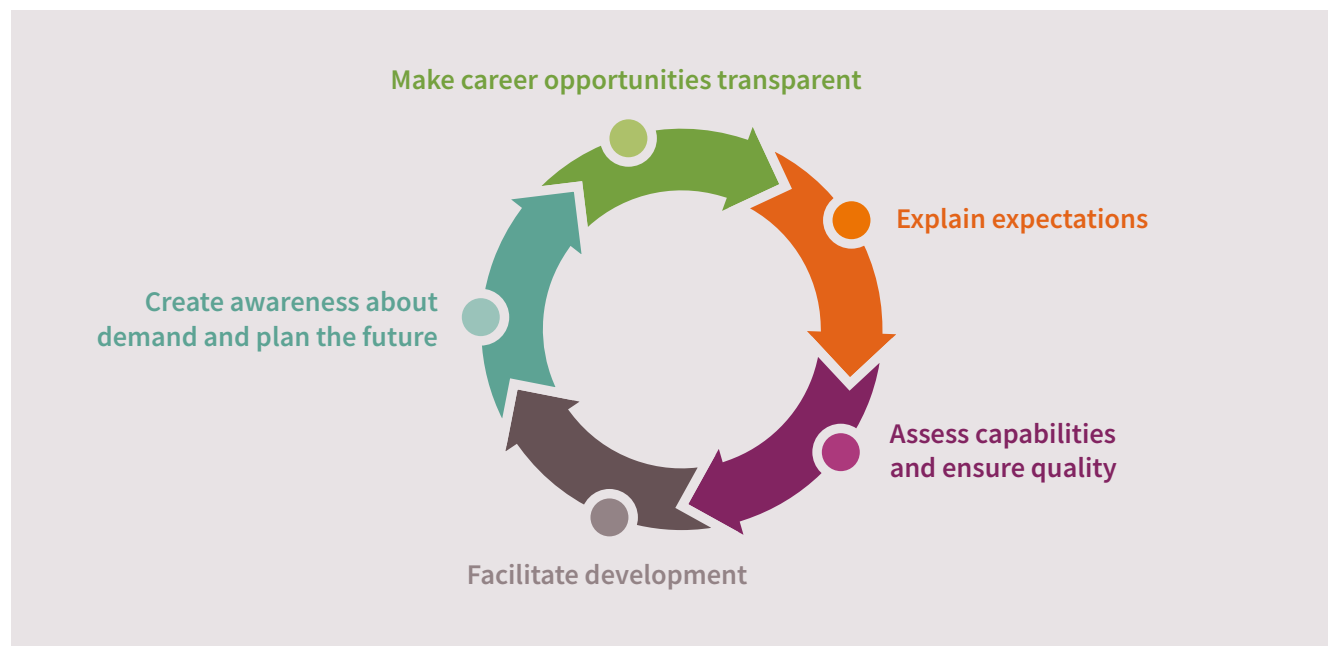 Make career opportunities transparent
Explain expectations
Create awareness about
demand and plan the future
Assess capabilities
and ensure quality
Facilitate development